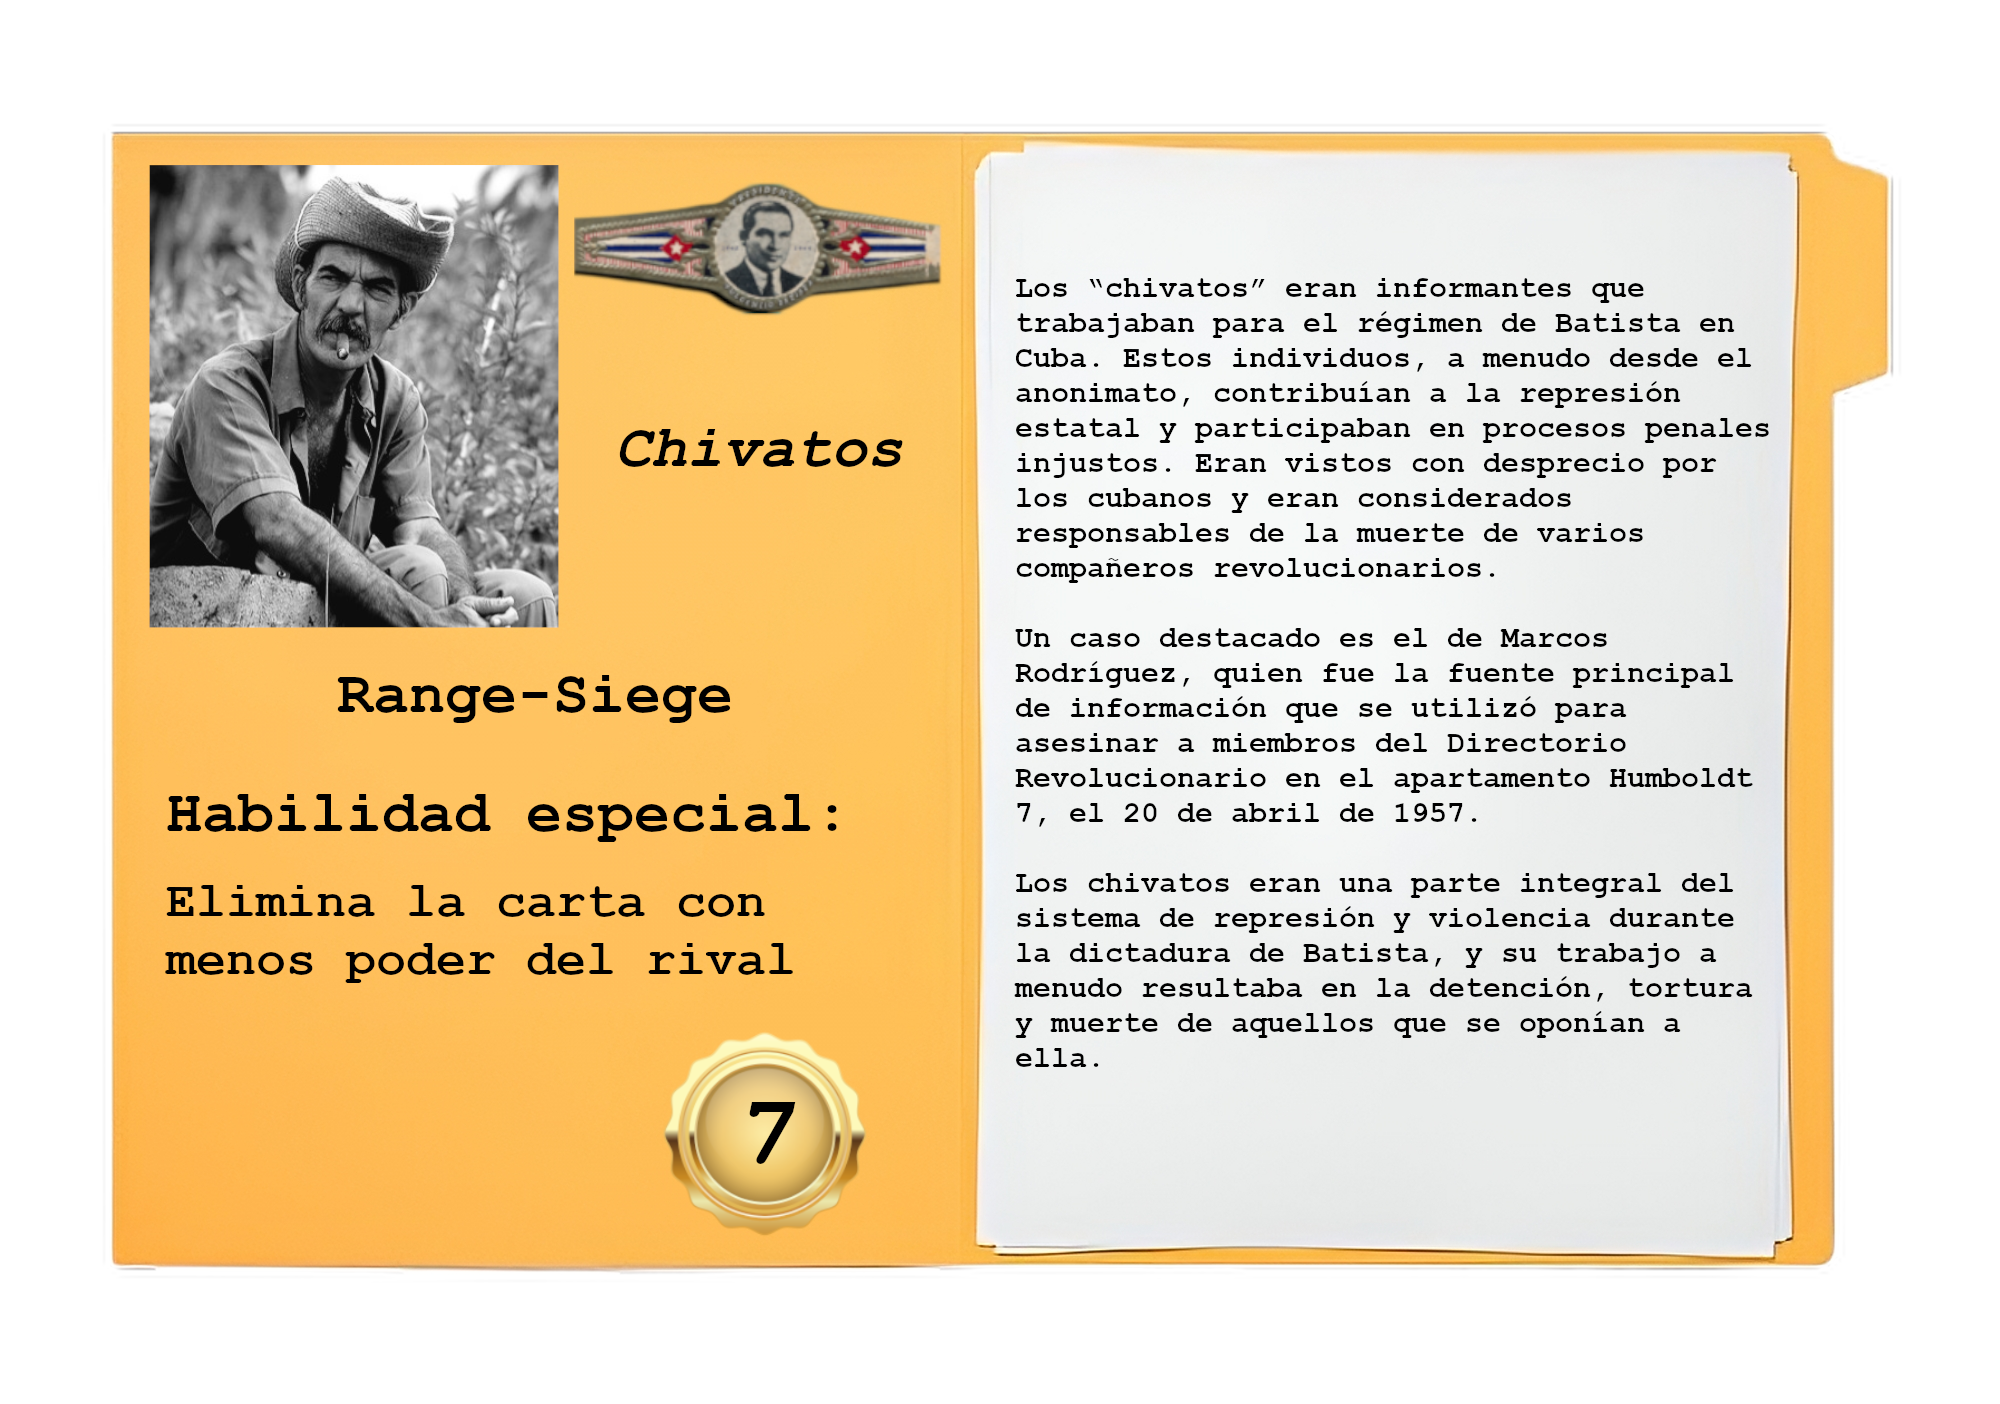 Chivatos
Range-Siege
Habilidad especial:
Elimina la carta con
menos poder del rival
7
Los “chivatos” eran informantes que
trabajaban para el régimen de Batista en
Cuba. Estos individuos, a menudo desde el
anonimato, contribuían a la represión
estatal y participaban en procesos penales
injustos. Eran vistos con desprecio por
los cubanos y eran considerados
responsables de la muerte de varios
compañeros revolucionarios.
Un caso destacado es el de Marcos
Rodríguez, quien fue la fuente principal
de información que se utilizó para
asesinar a miembros del Directorio
Revolucionario en el apartamento Humboldt
7, el 20 de abril de 1957.
Los chivatos eran una parte integral del
sistema de represión y violencia durante
la dictadura de Batista, y su trabajo a
menudo resultaba en la detención, tortura
y muerte de aquellos que se oponían a
ella.